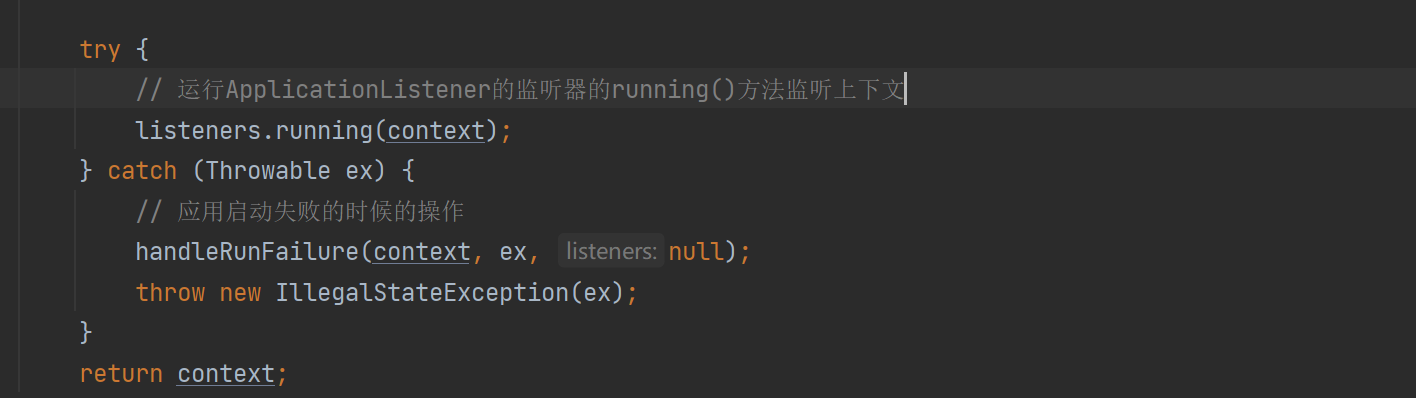 try {
// 运行ApplicationListener的监听器的running()方法监听上下文
listeners.running(context);
} catch (Throwable ex) {
// 应用启动失败的时候的操作
handleRunFailure(context, ex, listeners: null);
throw new IllegalStateException(ex);
}
return context;